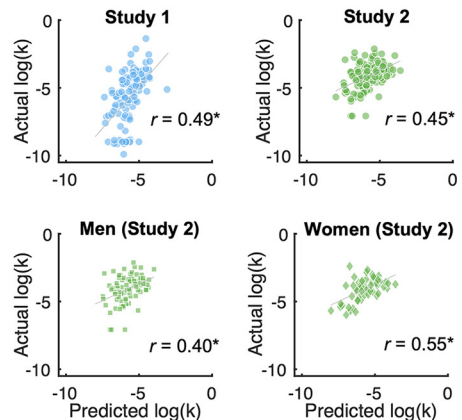 Study 1
Study 2
0
-5
-10
Actual log(k)
r = 0.49*
-10
-5
0
0
-5
-10
Actual log(k)
r = 0.45*
-10
-5
0
Men (Study 2)
Women (Study 2)
0
-5
-10
Actual log(k)
r = 0.40*
-10
-5
0
Predicted log(k)
0
-5
-10
Actual log(k)
r = 0.55*
-10
-5
0
Predicted log(k)